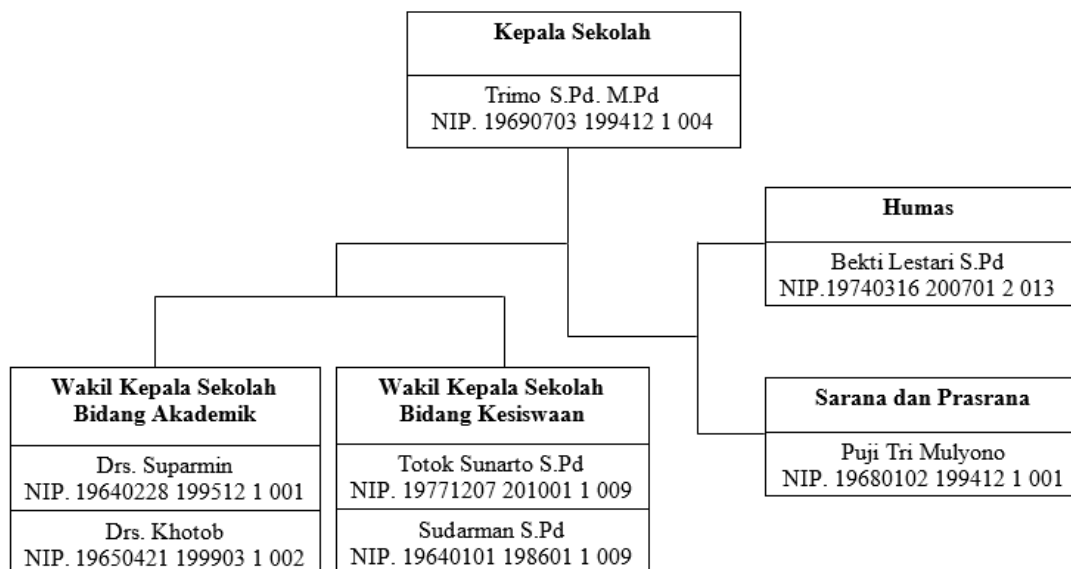 Kepala Sekolah
Trimo S.Pd. M.Pd
NIP. 19690703 199412 1 004
Humas
Bekti Lestari S.Pd
NIP.19740316 200701 2 013
Wakil Kepala Sekolah
Bidang Akademik
Drs. Suparmin
NIP. 19640228 199512 1 001
Drs. Khotob
NIP. 19650421 199903 1 002
Wakil Kepala Sekolah
Bidang Kesiswaan
Totok Sunarto S.Pd
NIP. 19771207 201001 1 009
Sudarman S.Pd
NIP. 19640101 198601 1 009
Sarana dan Prasrana
Puji Tri Mulyono
NIP. 19680102 199412 1 001